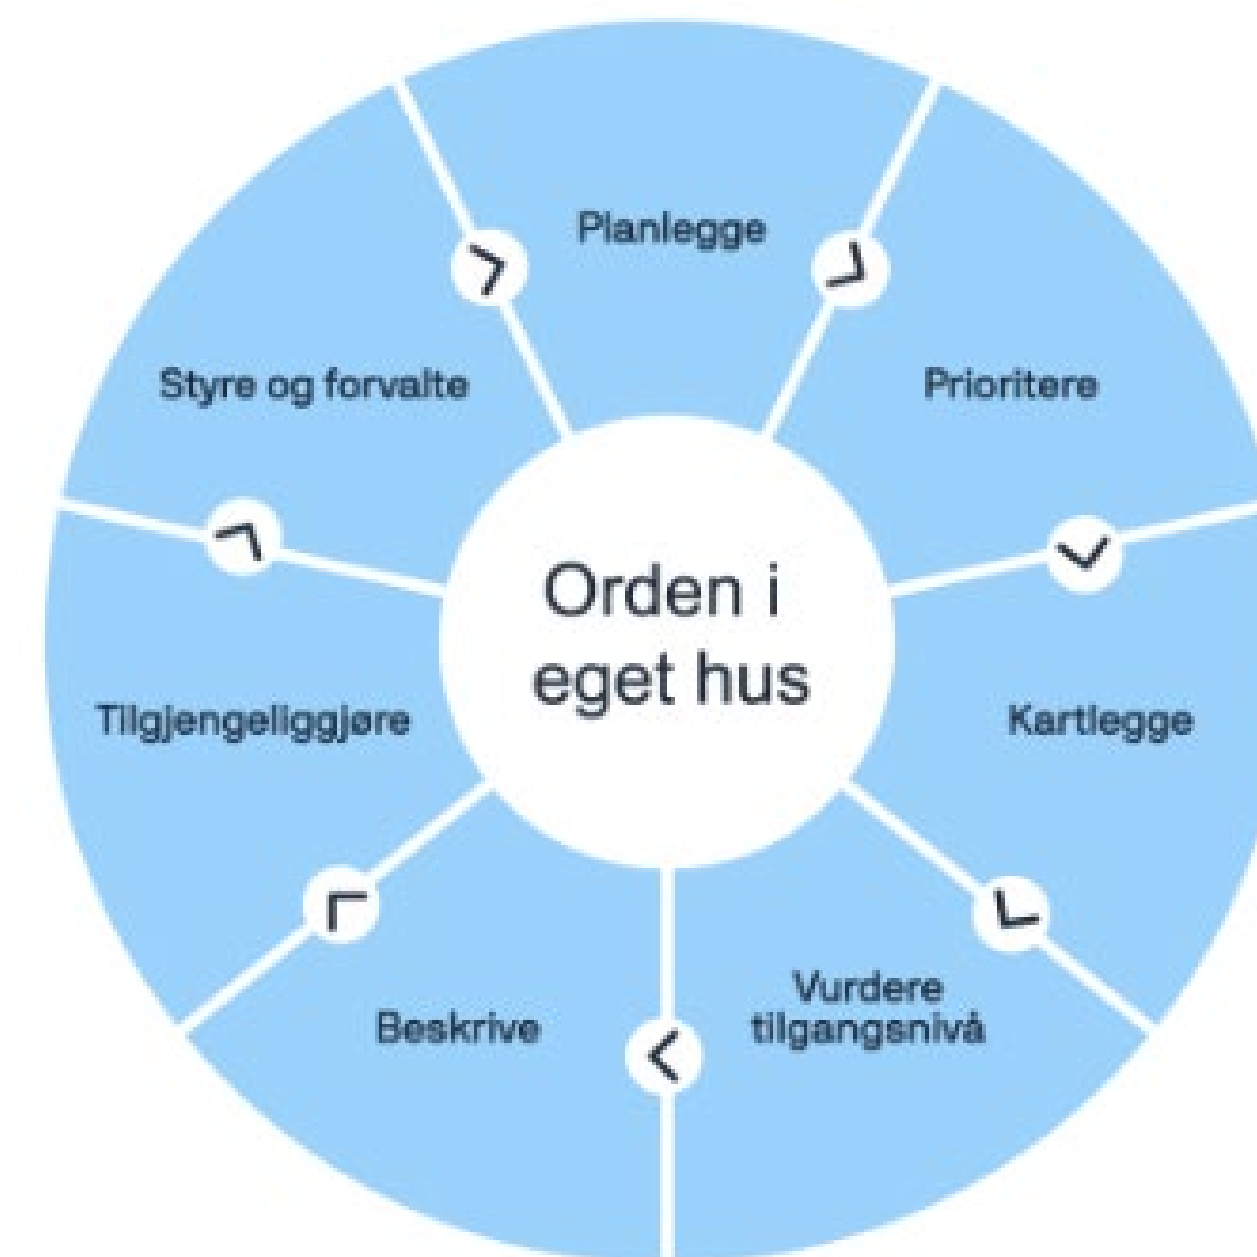 Planlegge
Prioritere
Kartlegge
Vurdere
tilgangsnivå
Beskrive
Tilgjengeliggjøre
Styre og forvalte
Orden i
eget hus